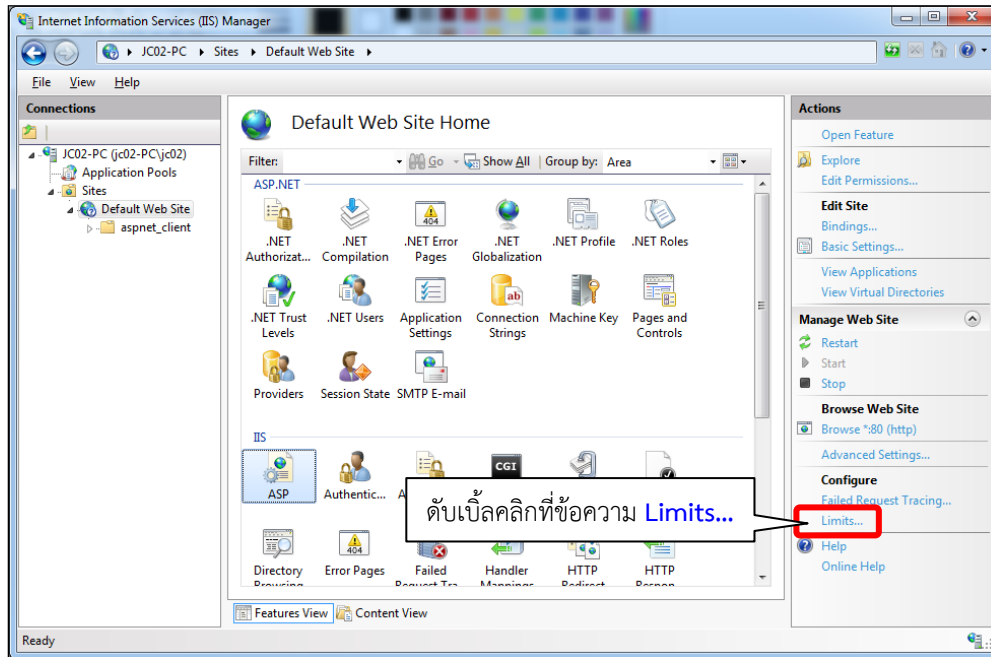 Internet Information Services (IIS) Manager
JC02-PC Sites Default Web Site
File View Help
Connections
JC02-PC (jc02-PC\jc02)
Application Pools
Sites
Default Web Site
aspnet_client
Default Web Site Home
Filter: Go Show All Group by: Area
ASP.NET
.NET Authorizat...
.NET Compilation
.NET Error Pages
.NET Globalization
.NET Profile
.NET Roles
.NET Trust Levels
.NET Users
Application Settings
Connection Strings
Machine Key
Pages and Controls
Providers
Session State
SMTP E-mail
IIS
ASP
Authentic...
ดับเบิ้ลคลิกที่ข้อความ Limits...
Directory Browsing
Error Pages
Failed Request Tra...
Handler Mappings
HTTP Redirect
HTTP Respon...
Features View
Content View
Actions
Open Feature
Explore
Edit Permissions...
Edit Site
Bindings...
Basic Settings...
View Applications
View Virtual Directories
Manage Web Site
Restart
Start
Stop
Browse Web Site
Browse *:80 (http)
Advanced Settings...
Configure
Failed Request Tracing...
Limits...
Help
Online Help
Ready